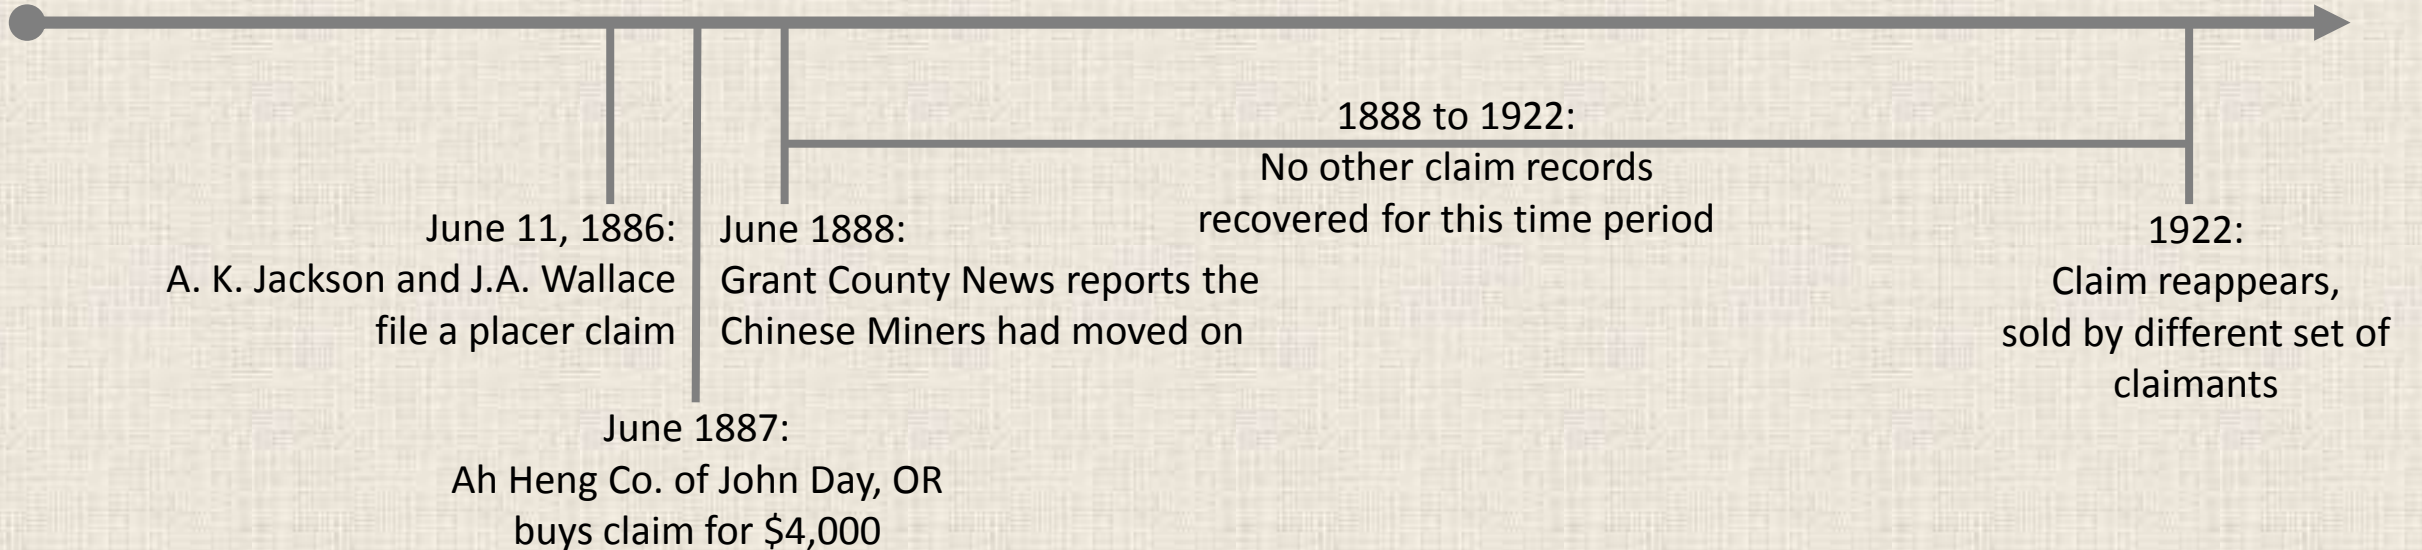 June 11, 1886:
A. K. Jackson and J.A. Wallace
file a placer claim
June 1887:
Ah Heng Co. of John Day, OR
buys claim for $4,000
June 1888:
Grant County News reports the
Chinese Miners had moved on
1888 to 1922:
No other claim records
recovered for this time period
1922:
Claim reappears,
sold by different set of
claimants